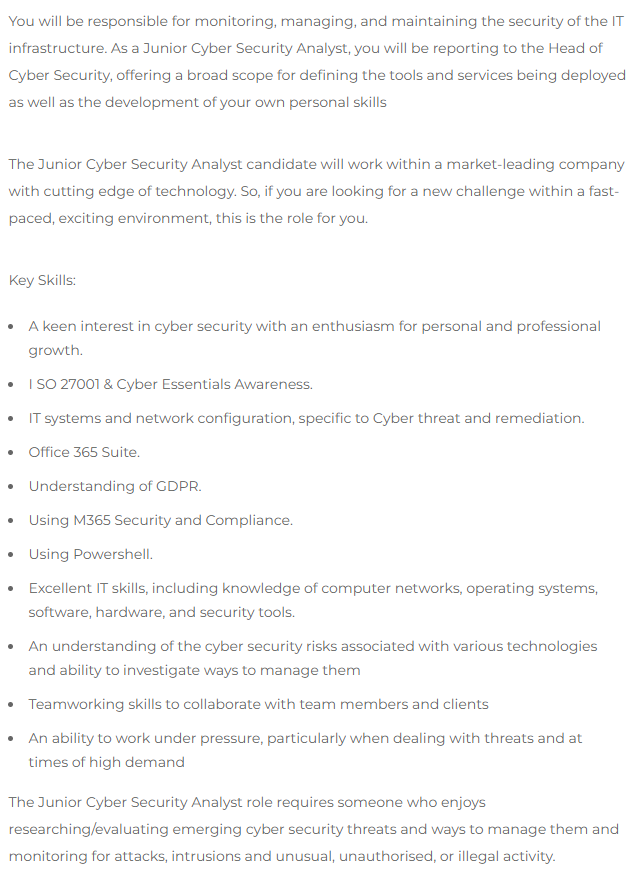 You will be responsible for monitoring, managing, and maintaining the security of the IT
infrastructure. As a Junior Cyber Security Analyst, you will be reporting to the Head of
Cyber Security, offering a broad scope for defining the tools and services being deployed
as well as the development of your own personal skills
The Junior Cyber Security Analyst candidate will work within a market-leading company
with cutting edge of technology. So, if you are looking for a new challenge within a fast-
paced, exciting environment, this is the role for you.
Key Skills:
• A keen interest in cyber security with an enthusiasm for personal and professional
growth.
• I SO 27001 & Cyber Essentials Awareness.
• IT systems and network configuration, specific to Cyber threat and remediation.
• Office 365 Suite.
• Understanding of GDPR.
• Using M365 Security and Compliance.
• Using Powershell.
• Excellent IT skills, including knowledge of computer networks, operating systems,
software, hardware, and security tools.
• An understanding of the cyber security risks associated with various technologies
and ability to investigate ways to manage them
• Teamworking skills to collaborate with team members and clients
• An ability to work under pressure, particularly when dealing with threats and at
times of high demand
The Junior Cyber Security Analyst role requires someone who enjoys
researching/evaluating emerging cyber security threats and ways to manage them and
monitoring for attacks, intrusions and unusual, unauthorised, or illegal activity.